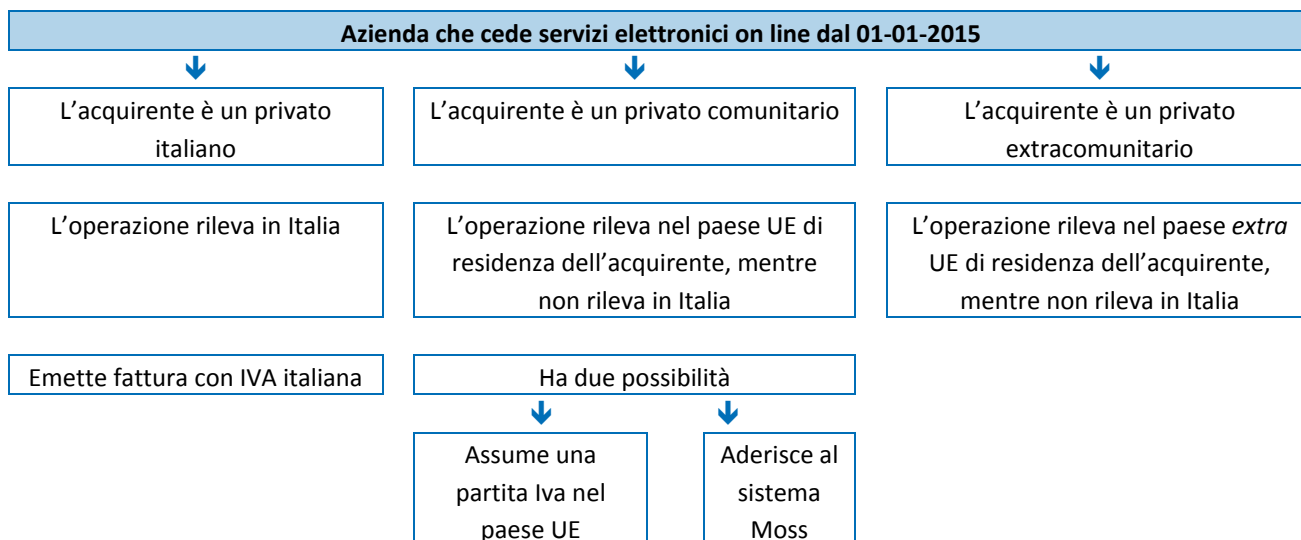 Azienda che cede servizi elettronici on line dal 01-01-2015
L'acquirente è un privato
italiano
L'acquirente è un privato comunitario
L'acquirente è un privato
extracomunitario
L'operazione rileva in Italia
L'operazione rileva nel paese UE di
residenza dell'acquirente, mentre
non rileva in Italia
L'operazione rileva nel paese extra
UE di residenza dell'acquirente,
mentre non rileva in Italia
Emette fattura con IVA italiana
Ha due possibilità
Assume una
partita Iva nel
paese UE
Aderisce al
sistema
Moss